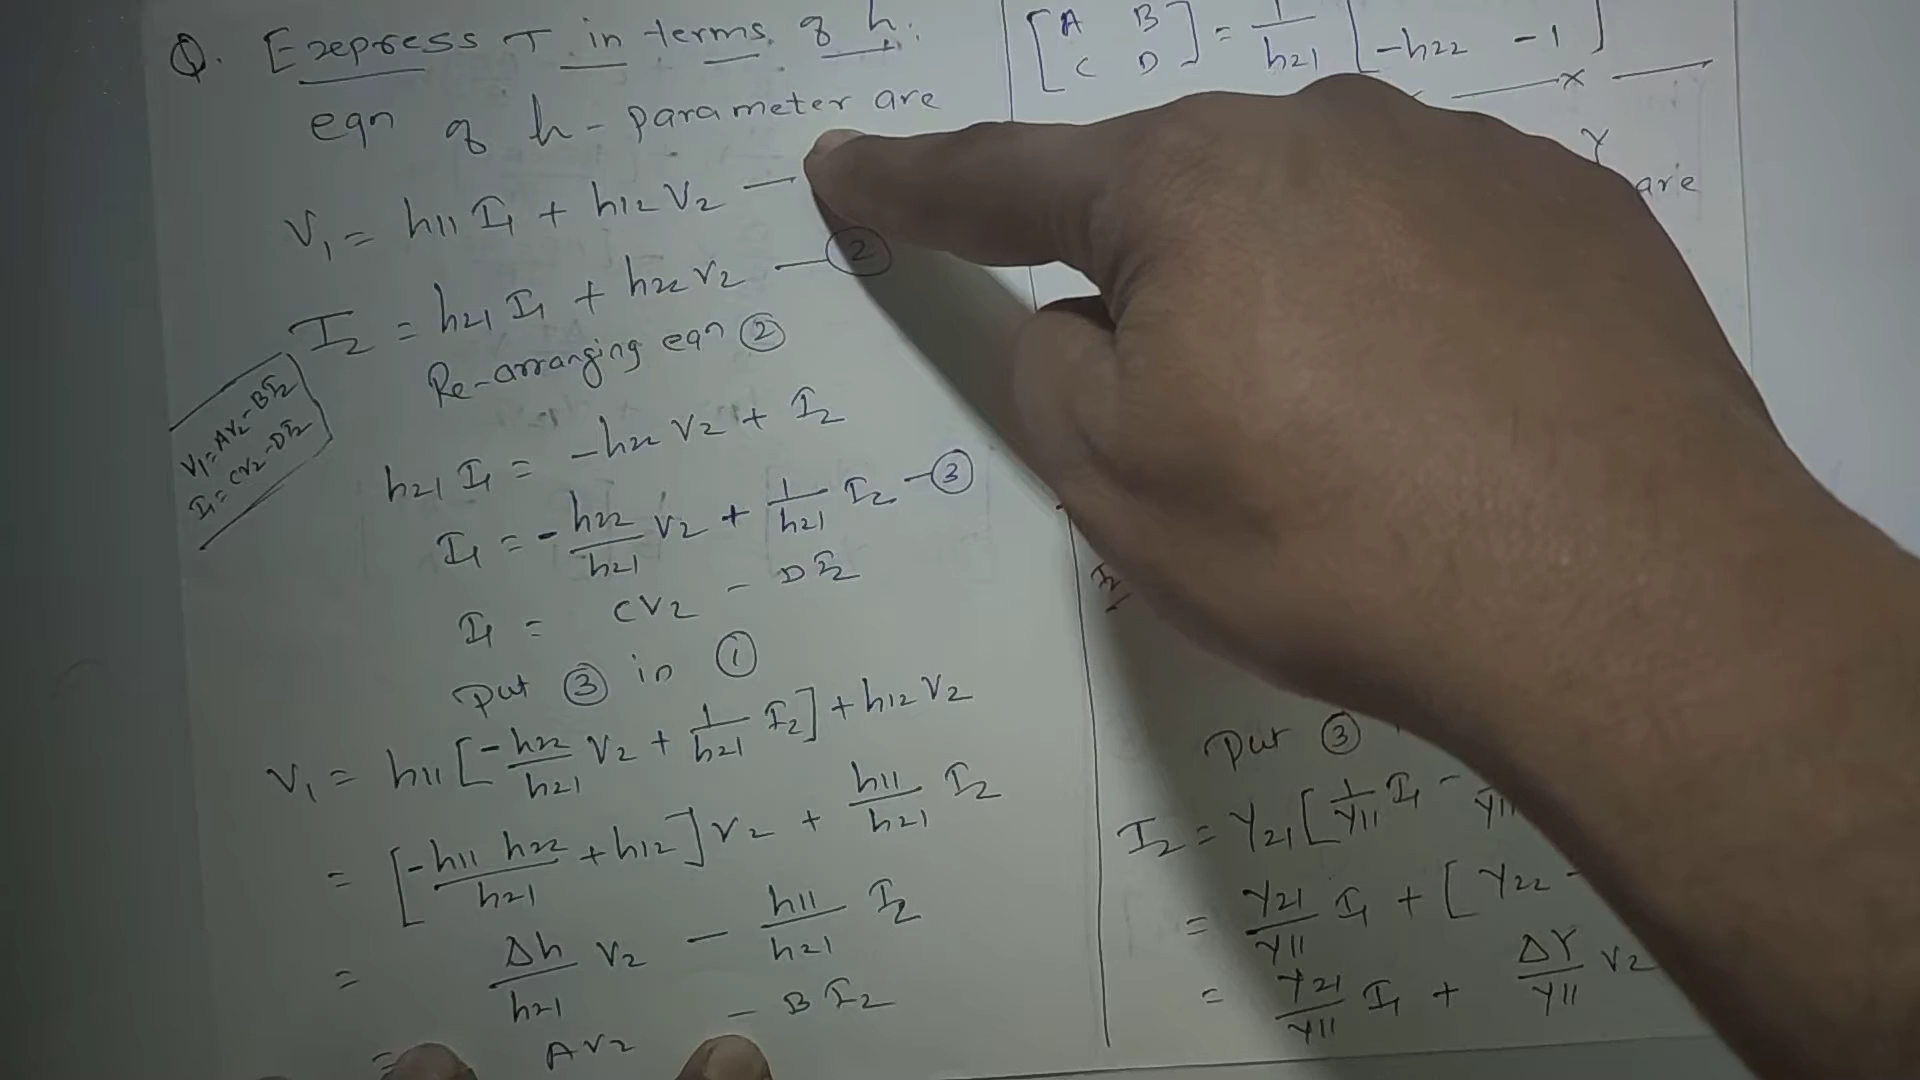 Q. Express T in terms of h.
eqn of h-parameter are
V1 = h11 I1 + h12 V2 —
I2 = h21 I1 + h22 V2 — ②
Re-arranging eqn ②
V1 = AV2 - BI2
I1 = CV2 - DI2
h21 I1 = -h22 V2 + I2
I1 = - h22/h21 V2 + 1/h21 I2 — ③
I1 = CV2 - DI2
Put ③ in ①
V1 = h11 [ -h22/h21 V2 + 1/h21 I2 ] + h12 V2
= [ -h11 h22/h21 + h12 ] V2 + h11/h21 I2
= Δh/h21 V2 - h11/h21 I2
= AV2 - BI2
[ A B
C D ] = 1/h21 [
-h22 -1 ]
x
Y
are
I2
Put ③
I2 = Y21 [ 1/Y11 I1 -
= Y21/Y11 I1 + [ Y22 -
= Y21/Y11 I1 + ΔY/Y11 V2